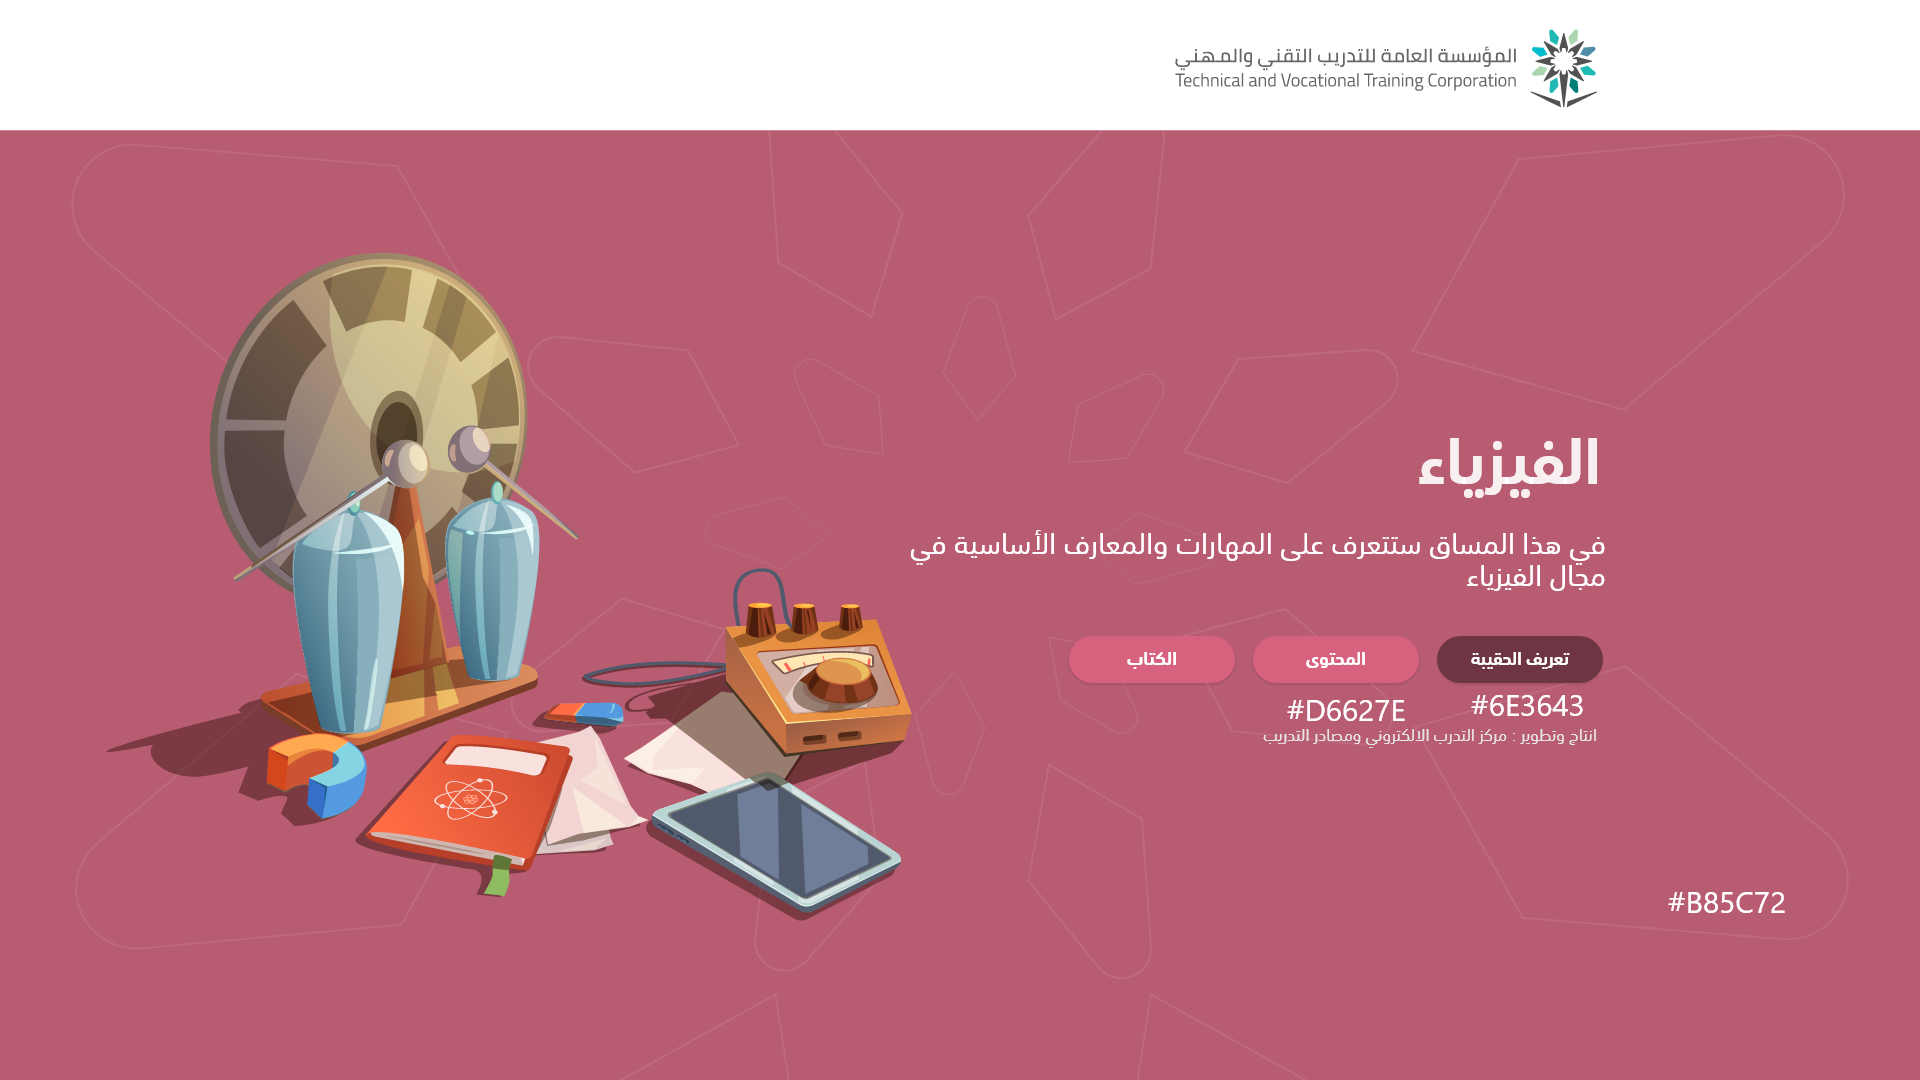 المؤسسة العامة للتدريب التقني والمهني
Technical and Vocational Training Corporation
الفيزياء
في هذا المساق ستتعرف على المهارات والمعارف الأساسية في
مجال الفيزياء
تعريف الحقيبة
المحتوى
الكتاب
#6E3643
#D6627E
انتاج وتطوير : مركز التدرب الالكتروني ومصادر التدريب
#B85C72